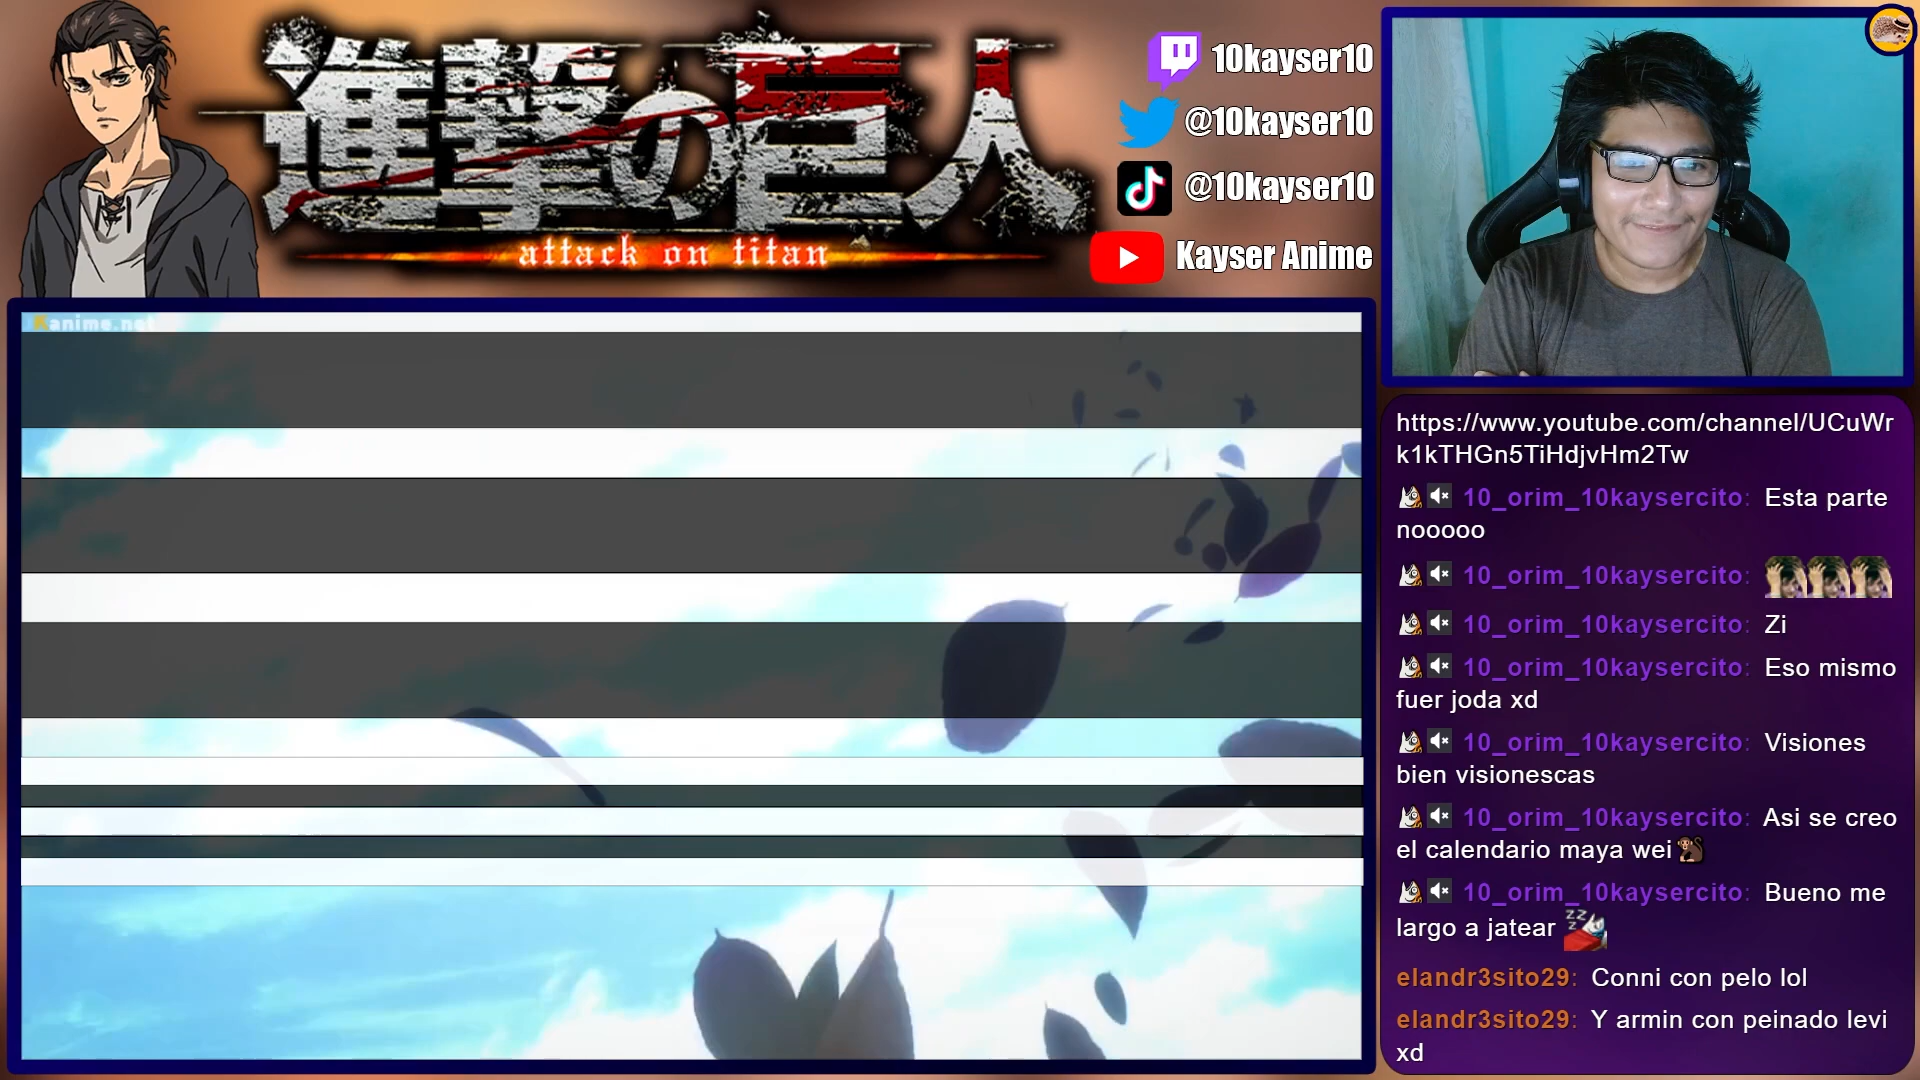 進撃の巨人
attack on titan
10kayser10
@10kayser10
@10kayser10
Kayser Anime
anime.net
https://www.youtube.com/channel/UCuWr
k1kTHGn5TiHdjvHm2Tw
10_orim_10kaysercito: Esta parte
nooooo
10_orim_10kaysercito:
10_orim_10kaysercito: Zi
10_orim_10kaysercito: Eso mismo
fuer joda xd
10_orim_10kaysercito: Visiones
bien visionescas
10_orim_10kaysercito: Asi se creo
el calendario maya wei
10_orim_10kaysercito: Bueno me
largo a jatear
elandr3sito29: Conni con pelo lol
elandr3sito29: Y armin con peinado levi
xd